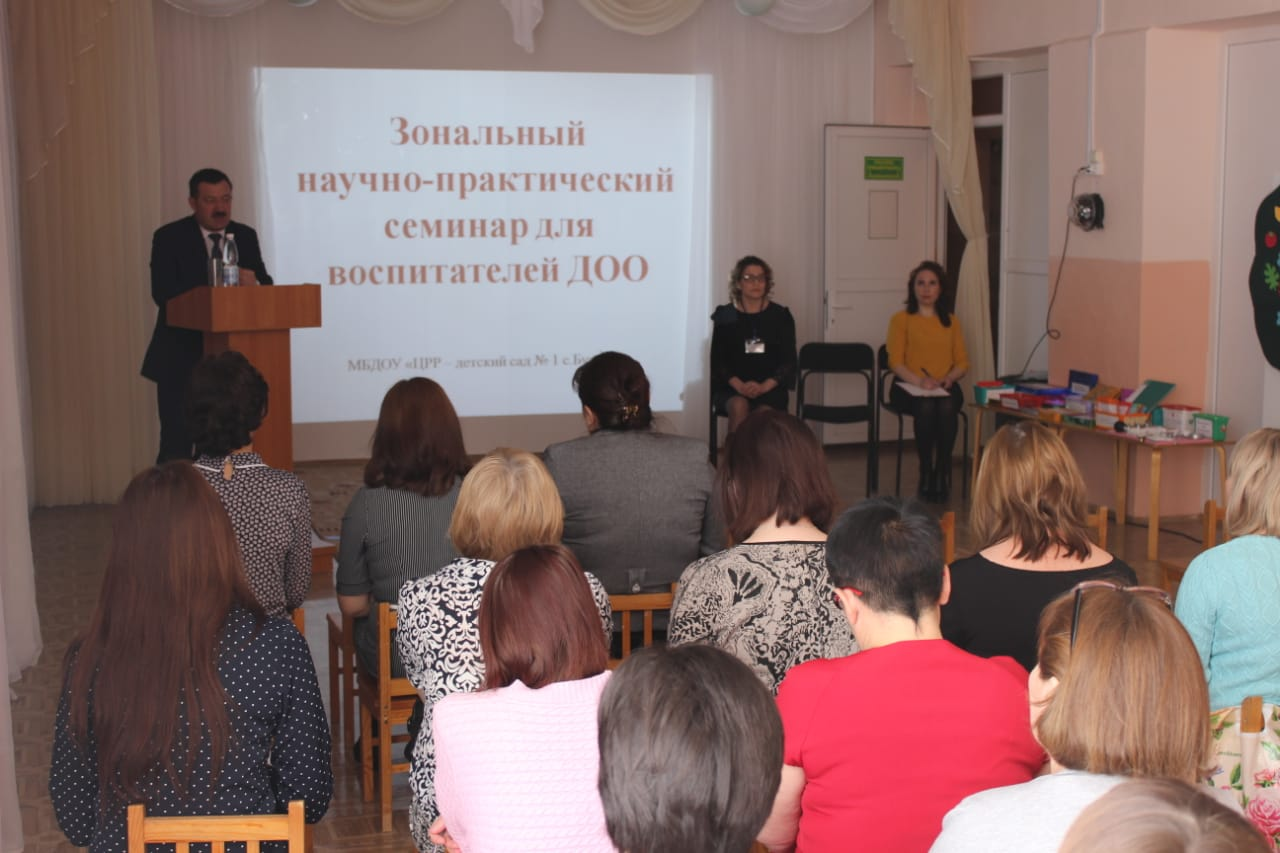 Зональный
научно-практический
семинар для
воспитателей ДОО
МБДОУ «ЦРР – детский сад № 1 с.